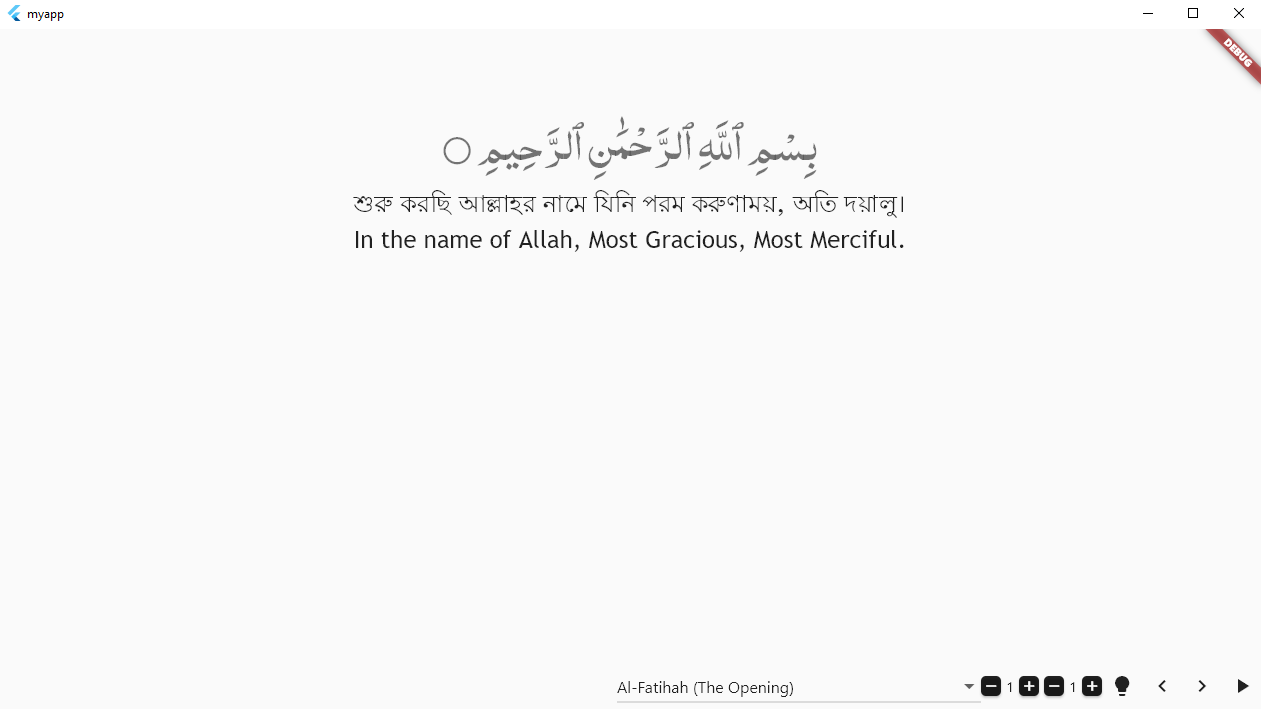 myapp
DEBUG
بِسْمِ ٱللَّهِ ٱلرَّحْمَٰنِ ٱلرَّحِيمِ ۝
শুরু করছি আল্লাহর নামে যিনি পরম করুণাময়, অতি দয়ালু।
In the name of Allah, Most Gracious, Most Merciful.
Al-Fatihah (The Opening) 1 1